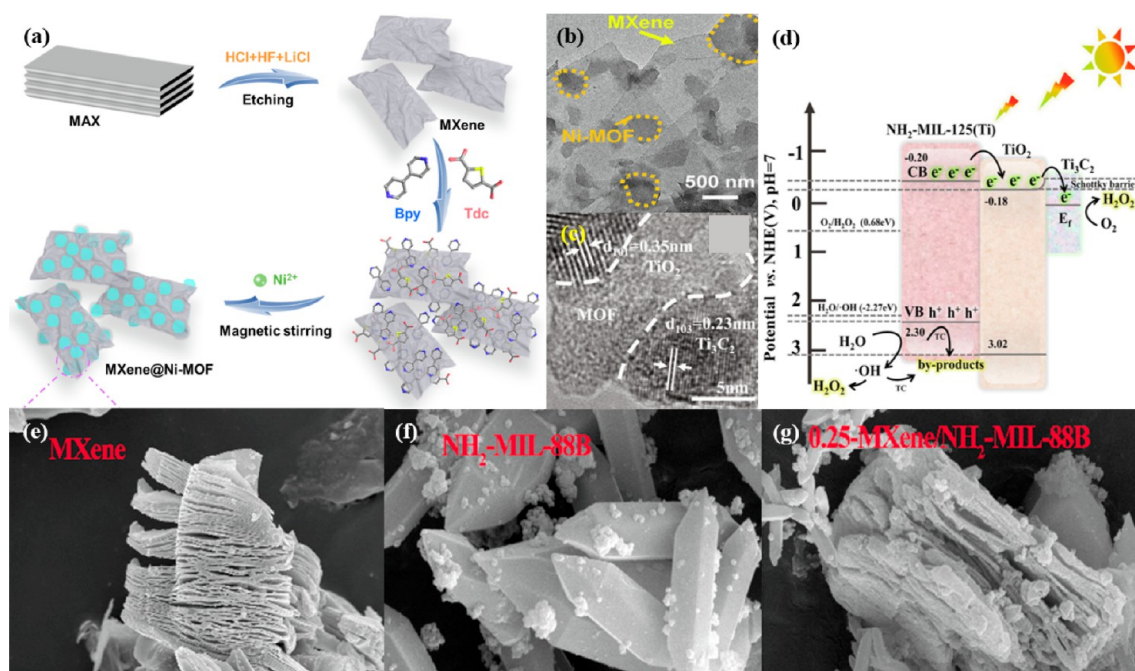 (a)
HCl+HF+LiCl
Etching
MAX
MXene
Bpy
Tdc
Ni²⁺
Magnetic stirring
MXene@Ni-MOF
(b)
MXene
Ni-MOF
500 nm
(c)
d₁₀₁=0.35nm
TiO₂
MOF
d₁₀₃=0.23nm
Ti₃C₂
5nm
(d)
Potential vs. NHE(V), pH=7
-1
0
1
2
3
NH₂-MIL-125(Ti)
TiO₂
Ti₃C₂
-0.20
CB e⁻ e⁻ e⁻
e⁻ e⁻ e⁻
-0.18
Schottky barrier
e⁻
H₂O₂
E_f
O₂
O₂/H₂O₂ (0.68eV)
H₂O/·OH (-2.27eV)
VB h⁺ h⁺ h⁺
2.30
TC
3.02
H₂O
by-products
·OH
TC
H₂O₂
(e)
MXene
(f)
NH₂-MIL-88B
(g)
0.25-MXene/NH₂-MIL-88B